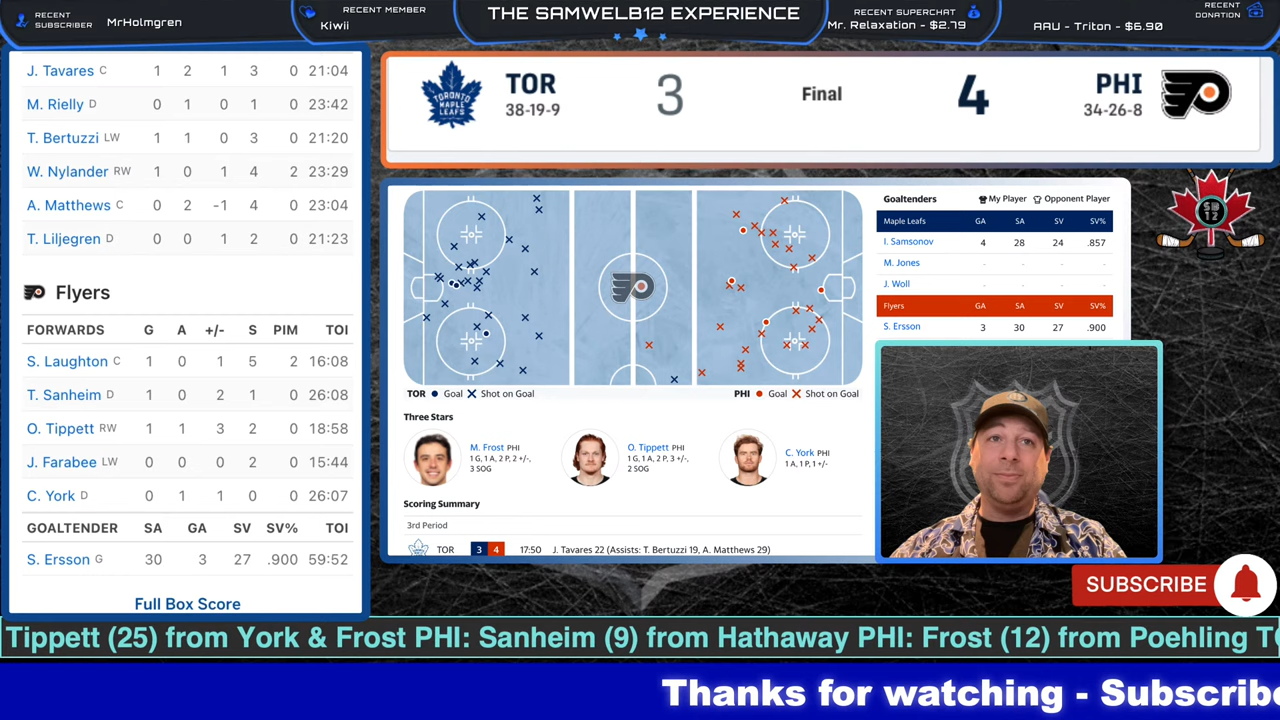 RECENT SUBSCRIBER
MrHolmgren
RECENT MEMBER
Kiwii
THE SAMWELB12 EXPERIENCE
RECENT SUPERCHAT
Mr. Relaxation - $2.79
RECENT DONATION
AAU - Triton - $6.90
J. Tavares C 1 2 1 3 0 21:04
M. Rielly D 0 1 0 1 0 23:42
T. Bertuzzi LW 1 1 0 3 0 21:20
W. Nylander RW 1 0 1 4 2 23:29
A. Matthews C 0 2 -1 4 0 23:04
T. Liljegren D 0 0 1 2 0 21:23
Flyers
FORWARDS G A +/- S PIM TOI
S. Laughton C 1 0 1 5 2 16:08
T. Sanheim D 1 0 2 1 0 26:08
O. Tippett RW 1 1 3 2 0 18:58
J. Farabee LW 0 0 0 2 0 15:44
C. York D 0 1 1 0 0 26:07
GOALTENDER SA GA SV SV% TOI
S. Ersson G 30 3 27 .900 59:52
Full Box Score
TORONTO MAPLE LEAFS
TOR 3 Final 4 PHI
38-19-9 34-26-8
Goaltenders My Player Opponent Player
Maple Leafs GA SA SV SV%
I. Samsonov 4 28 24 .857
M. Jones - - - -
J. Woll - - - -
Flyers GA SA SV SV%
S. Ersson 3 30 27 .900
TOR Goal Shot on Goal
PHI Goal Shot on Goal
Three Stars
M. Frost PHI
1 G, 1 A, 2 P, 2 +/-,
3 SOG
O. Tippett PHI
1 G, 1 A, 2 P, 3 +/-,
2 SOG
C. York PHI
1 A, 1 P, 1 +/-
Scoring Summary
3rd Period
TOR 3 4 17:50 J. Tavares 22 (Assists: T. Bertuzzi 19, A. Matthews 29)
SB
12
SUBSCRIBE
Tippett (25) from York & Frost PHI: Sanheim (9) from Hathaway PHI: Frost (12) from Poehling T
Thanks for watching - Subscribe